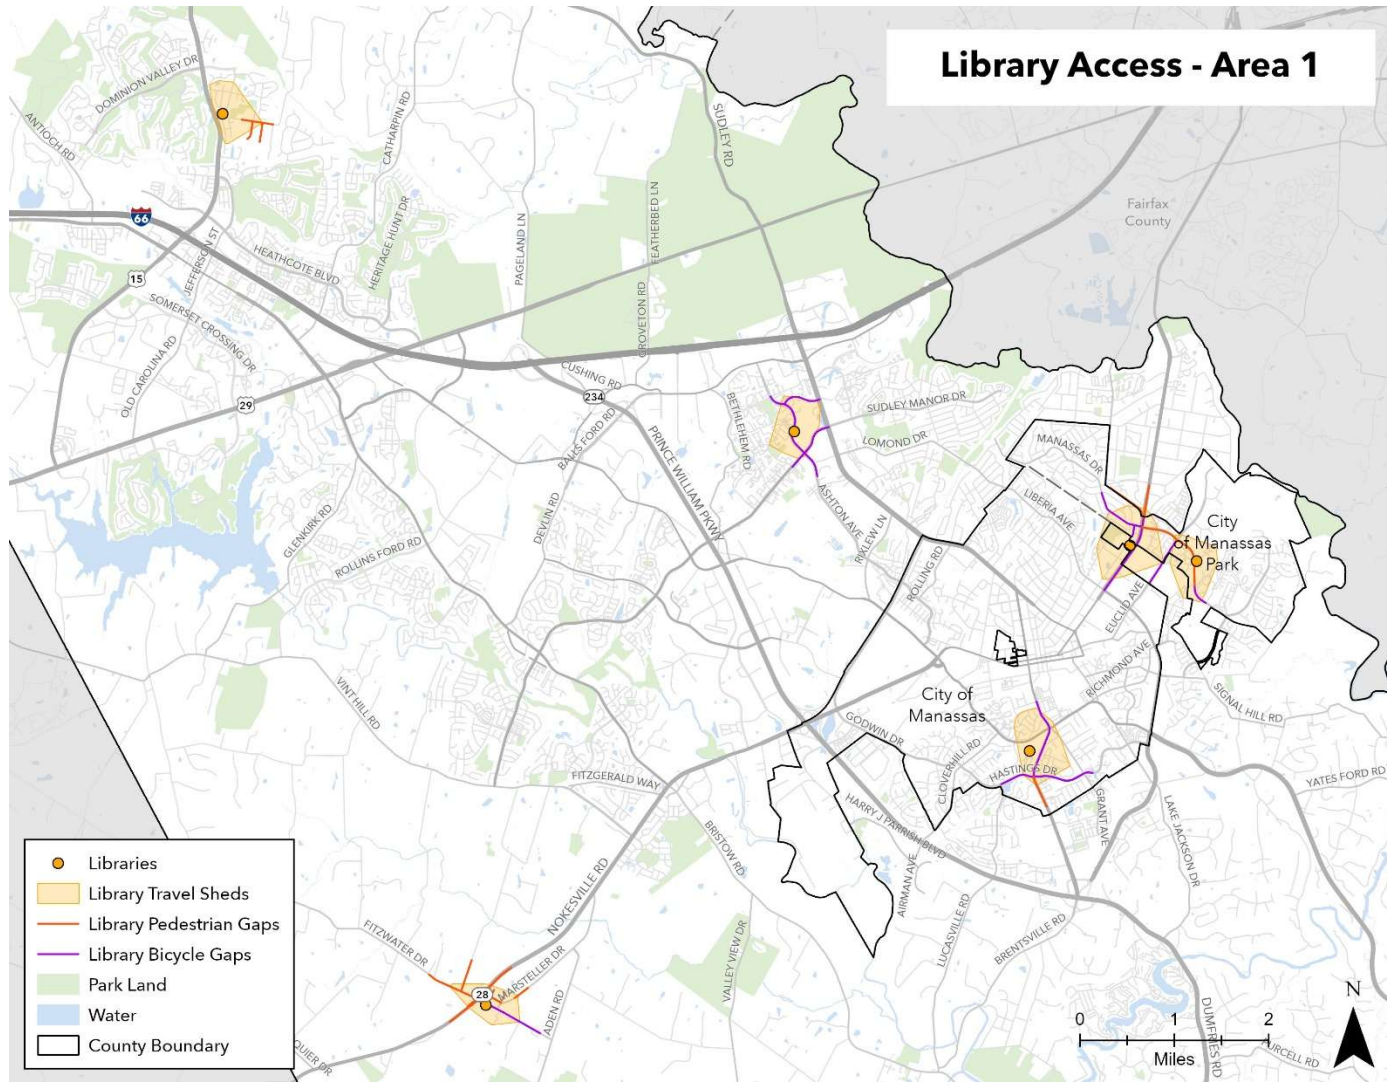 Library Access - Area 1
DOMINION VALLEY DR
ANTIOCH RD
CATHARPIN RD
SUDLEY RD
Fairfax
County
66
PAGELAND LN
FEATHERBED LN
HERITAGE HUNT DR
HEATHCOTE BLVD
JEFFERSON ST
15
SOMERSET CROSSING DR
GROVETON RD
OLD CAROLINA RD
29
CUSHING RD
234
BETHLEHEM RD
SUDLEY MANOR DR
BALLS FORD RD
LOMOND DR
MANASSAS DR
PRINCE WILLIAM PKWY
GLENKIRK RD
DEVLIN RD
ASHTON AVE
LIBERIA AVE
RIXLEW LN
City
of Manassas
Park
ROLLINS FORD RD
ROLLING RD
EUCLID AVE
RICHMOND AVE
VINT HILL RD
City of
Manassas
SIGNAL HILL RD
GODWIN DR
CLOVERHILL RD
HASTINGS DR
FITZGERALD WAY
YATES FORD RD
HARRY J PARRISH BLVD
GRANT AVE
LAKE JACKSON DR
BRISTOW RD
NOKESVILLE RD
AIRMAN AVE
LUCASVILLE RD
BRENTSVILLE RD
FITZWATER DR
MARSTELLER DR
VALLEY VIEW DR
28
ADEN RD
DUMFRIES RD
PURCELL RD
QUIER DR
Libraries
Library Travel Sheds
Library Pedestrian Gaps
Library Bicycle Gaps
Park Land
Water
County Boundary
0 1 2
Miles
N